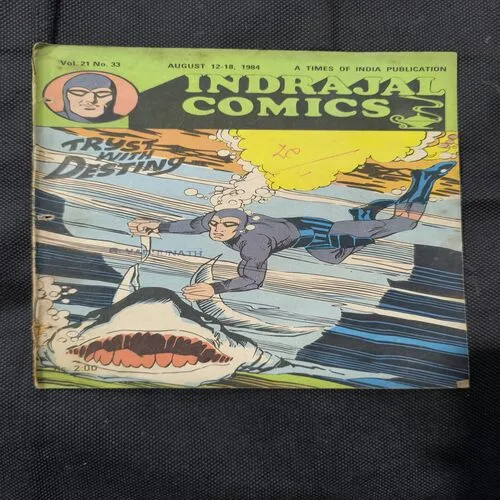 Vol. 21 No. 33
AUGUST 12-18, 1984
A TIMES OF INDIA PUBLICATION
INDRAJAL
COMICS
TRYST
WITH
DESTINY
28
Rs. 2.00